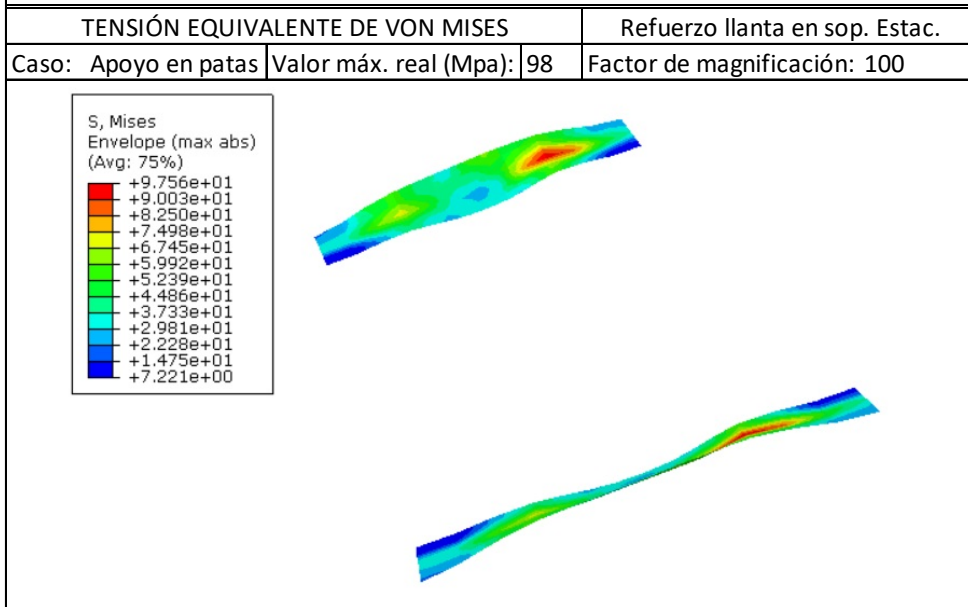 TENSIÓN EQUIVALENTE DE VON MISES Refuerzo llanta en sop. Estac.
Caso: Apoyo en patas Valor máx. real (Mpa): 98 Factor de magnificación: 100
S, Mises
Envelope (max abs)
(Avg: 75%)
+9.756e+01
+9.003e+01
+8.250e+01
+7.498e+01
+6.745e+01
+5.992e+01
+5.239e+01
+4.486e+01
+3.733e+01
+2.981e+01
+2.228e+01
+1.475e+01
+7.221e+00